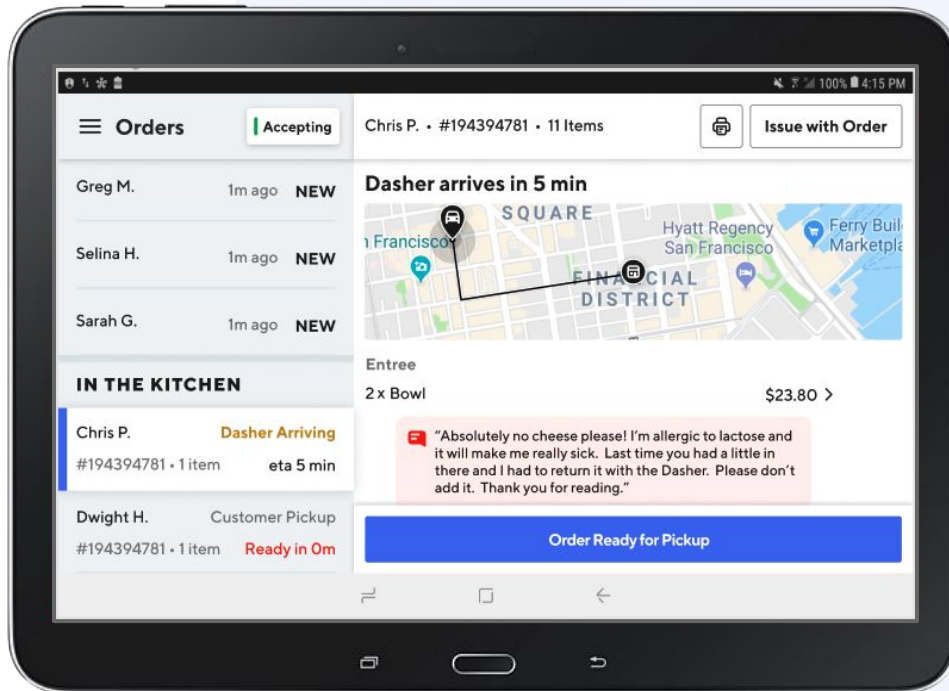 100% 4:15 PM
Orders
Accepting
Greg M.
1m ago NEW
Selina H.
1m ago NEW
Sarah G.
1m ago NEW
IN THE KITCHEN
Chris P. Dasher Arriving
#194394781 • 1 item eta 5 min
Dwight H. Customer Pickup
#194394781 • 1 item Ready in 0m
Chris P. • #194394781 • 11 Items
Issue with Order
Dasher arrives in 5 min
SQUARE
n Francisco
Hyatt Regency
San Francisco
Ferry Buil
Marketpla
FINANCIAL
DISTRICT
Entree
2 x Bowl $23.80 >
“Absolutely no cheese please! I’m allergic to lactose and
it will make me really sick. Last time you had a little in
there and I had to return it with the Dasher. Please don’t
add it. Thank you for reading.”
Order Ready for Pickup